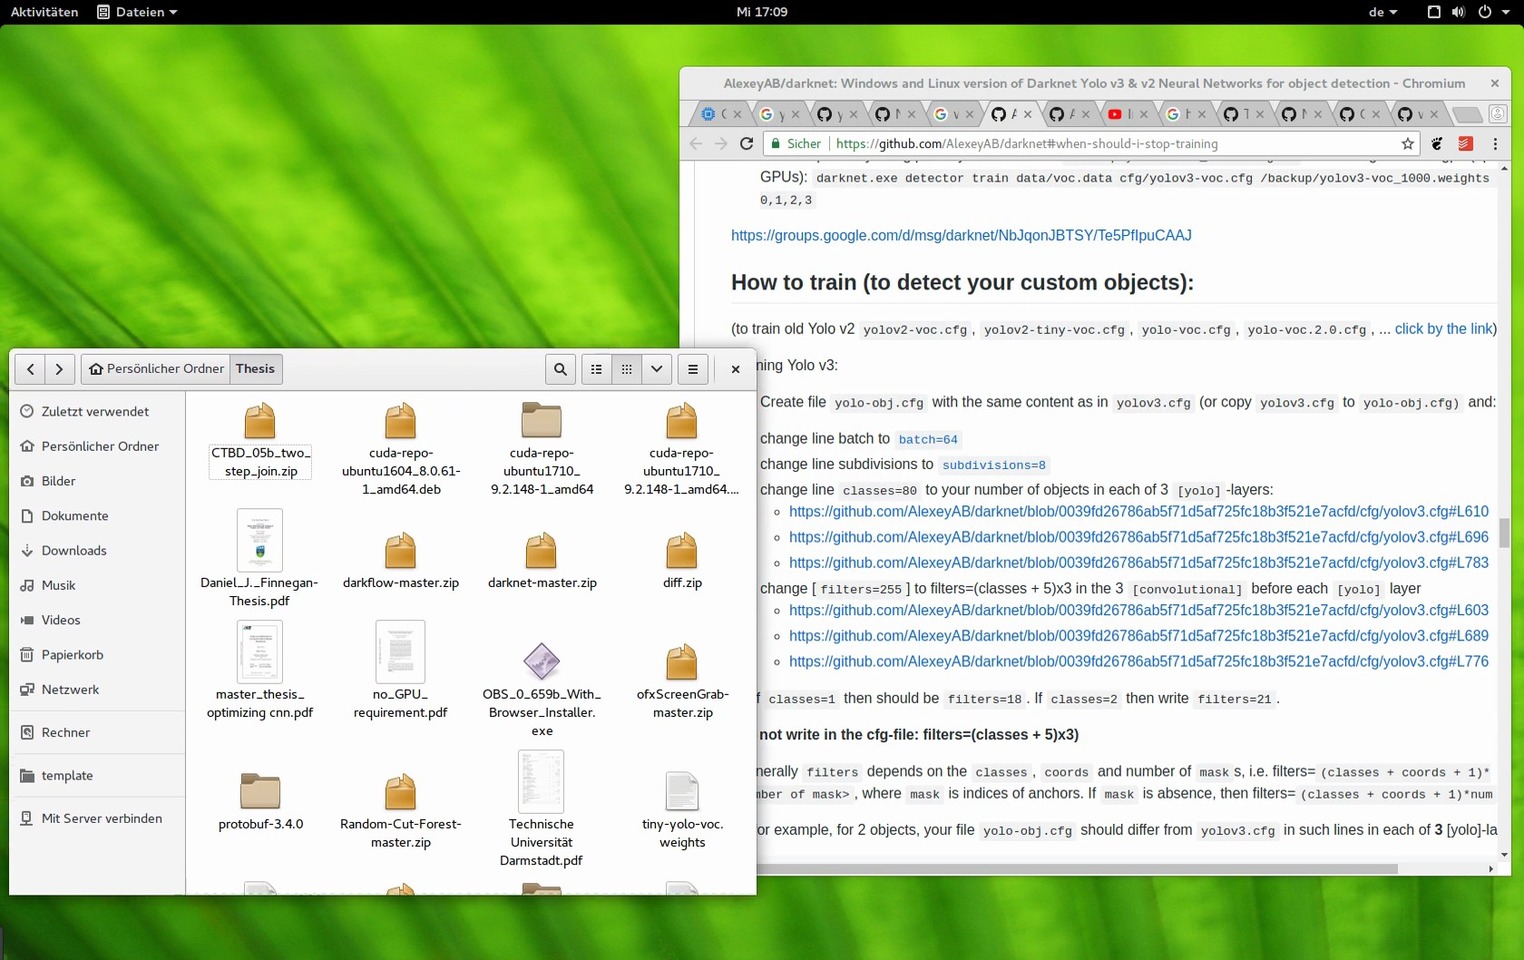 Aktivitäten
Dateien
Mi 17:09
de
AlexeyAB/darknet: Windows and Linux version of Darknet Yolo v3 & v2 Neural Networks for object detection - Chromium
Sicher
https://github.com/AlexeyAB/darknet#when-should-i-stop-training
GPUs): darknet.exe detector train data/voc.data cfg/yolov3-voc.cfg /backup/yolov3-voc_1000.weights
0,1,2,3
https://groups.google.com/d/msg/darknet/NbJqonJBTSY/Te5PfIpuCAAJ
How to train (to detect your custom objects):
(to train old Yolo v2 yolov2-voc.cfg, yolov2-tiny-voc.cfg, yolo-voc.cfg, yolo-voc.2.0.cfg, ... click by the link)
ning Yolo v3:
Create file yolo-obj.cfg with the same content as in yolov3.cfg (or copy yolov3.cfg to yolo-obj.cfg) and:
change line batch to batch=64
change line subdivisions to subdivisions=8
change line classes=80 to your number of objects in each of 3 [yolo]-layers:
https://github.com/AlexeyAB/darknet/blob/0039fd26786ab5f71d5af725fc18b3f521e7acfd/cfg/yolov3.cfg#L610
https://github.com/AlexeyAB/darknet/blob/0039fd26786ab5f71d5af725fc18b3f521e7acfd/cfg/yolov3.cfg#L696
https://github.com/AlexeyAB/darknet/blob/0039fd26786ab5f71d5af725fc18b3f521e7acfd/cfg/yolov3.cfg#L783
change [filters=255] to filters=(classes + 5)x3 in the 3 [convolutional] before each [yolo] layer
https://github.com/AlexeyAB/darknet/blob/0039fd26786ab5f71d5af725fc18b3f521e7acfd/cfg/yolov3.cfg#L603
https://github.com/AlexeyAB/darknet/blob/0039fd26786ab5f71d5af725fc18b3f521e7acfd/cfg/yolov3.cfg#L689
https://github.com/AlexeyAB/darknet/blob/0039fd26786ab5f71d5af725fc18b3f521e7acfd/cfg/yolov3.cfg#L776
f classes=1 then should be filters=18. If classes=2 then write filters=21.
not write in the cfg-file: filters=(classes + 5)x3)
nerally filters depends on the classes, coords and number of mask s, i.e. filters= (classes + coords + 1)*
mber of mask>, where mask is indices of anchors. If mask is absence, then filters= (classes + coords + 1)*num
or example, for 2 objects, your file yolo-obj.cfg should differ from yolov3.cfg in such lines in each of 3 [yolo]-la
Persönlicher Ordner
Thesis
Zuletzt verwendet
Persönlicher Ordner
Bilder
Dokumente
Downloads
Musik
Videos
Papierkorb
Netzwerk
Rechner
template
Mit Server verbinden
CTBD_05b_two_
step_join.zip
cuda-repo-
ubuntu1604_8.0.61-
1_amd64.deb
cuda-repo-
ubuntu1710_
9.2.148-1_amd64
cuda-repo-
ubuntu1710_
9.2.148-1_amd64....
Daniel_J._Finnegan-
Thesis.pdf
darkflow-master.zip
darknet-master.zip
diff.zip
master_thesis_
optimizing cnn.pdf
no_GPU_
requirement.pdf
OBS_0_659b_With_
Browser_Installer.
exe
ofxScreenGrab-
master.zip
protobuf-3.4.0
Random-Cut-Forest-
master.zip
Technische
Universität
Darmstadt.pdf
tiny-yolo-voc.
weights